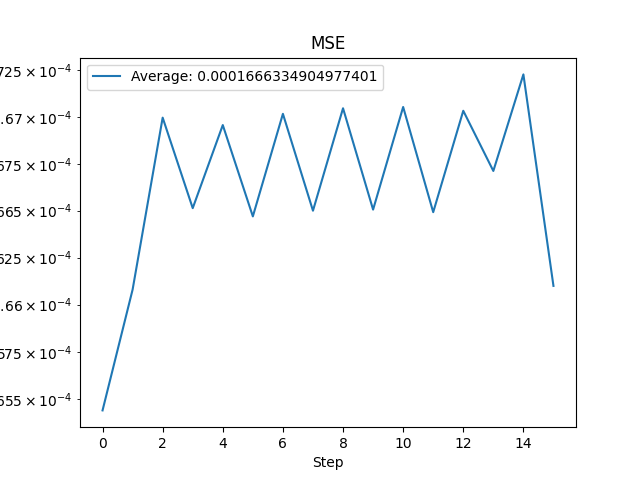 MSE
Average: 0.0001666334904977401
725 × 10⁻⁴
.67 × 10⁻⁴
675 × 10⁻⁴
665 × 10⁻⁴
625 × 10⁻⁴
.66 × 10⁻⁴
575 × 10⁻⁴
655 × 10⁻⁴
0 2 4 6 8 10 12 14
Step